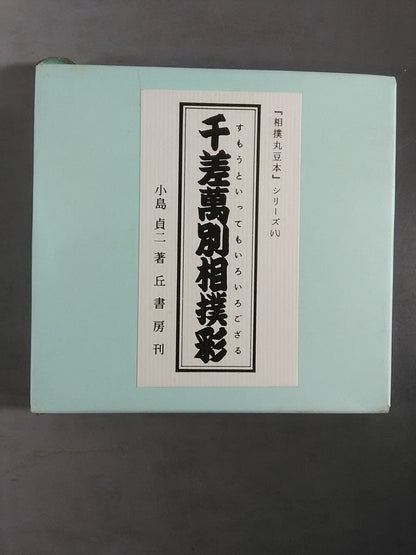 『相撲丸豆本』シリーズ㈧
すもうといってもいろいろござる
千差萬別相撲彩
小島貞二著 丘書房刊